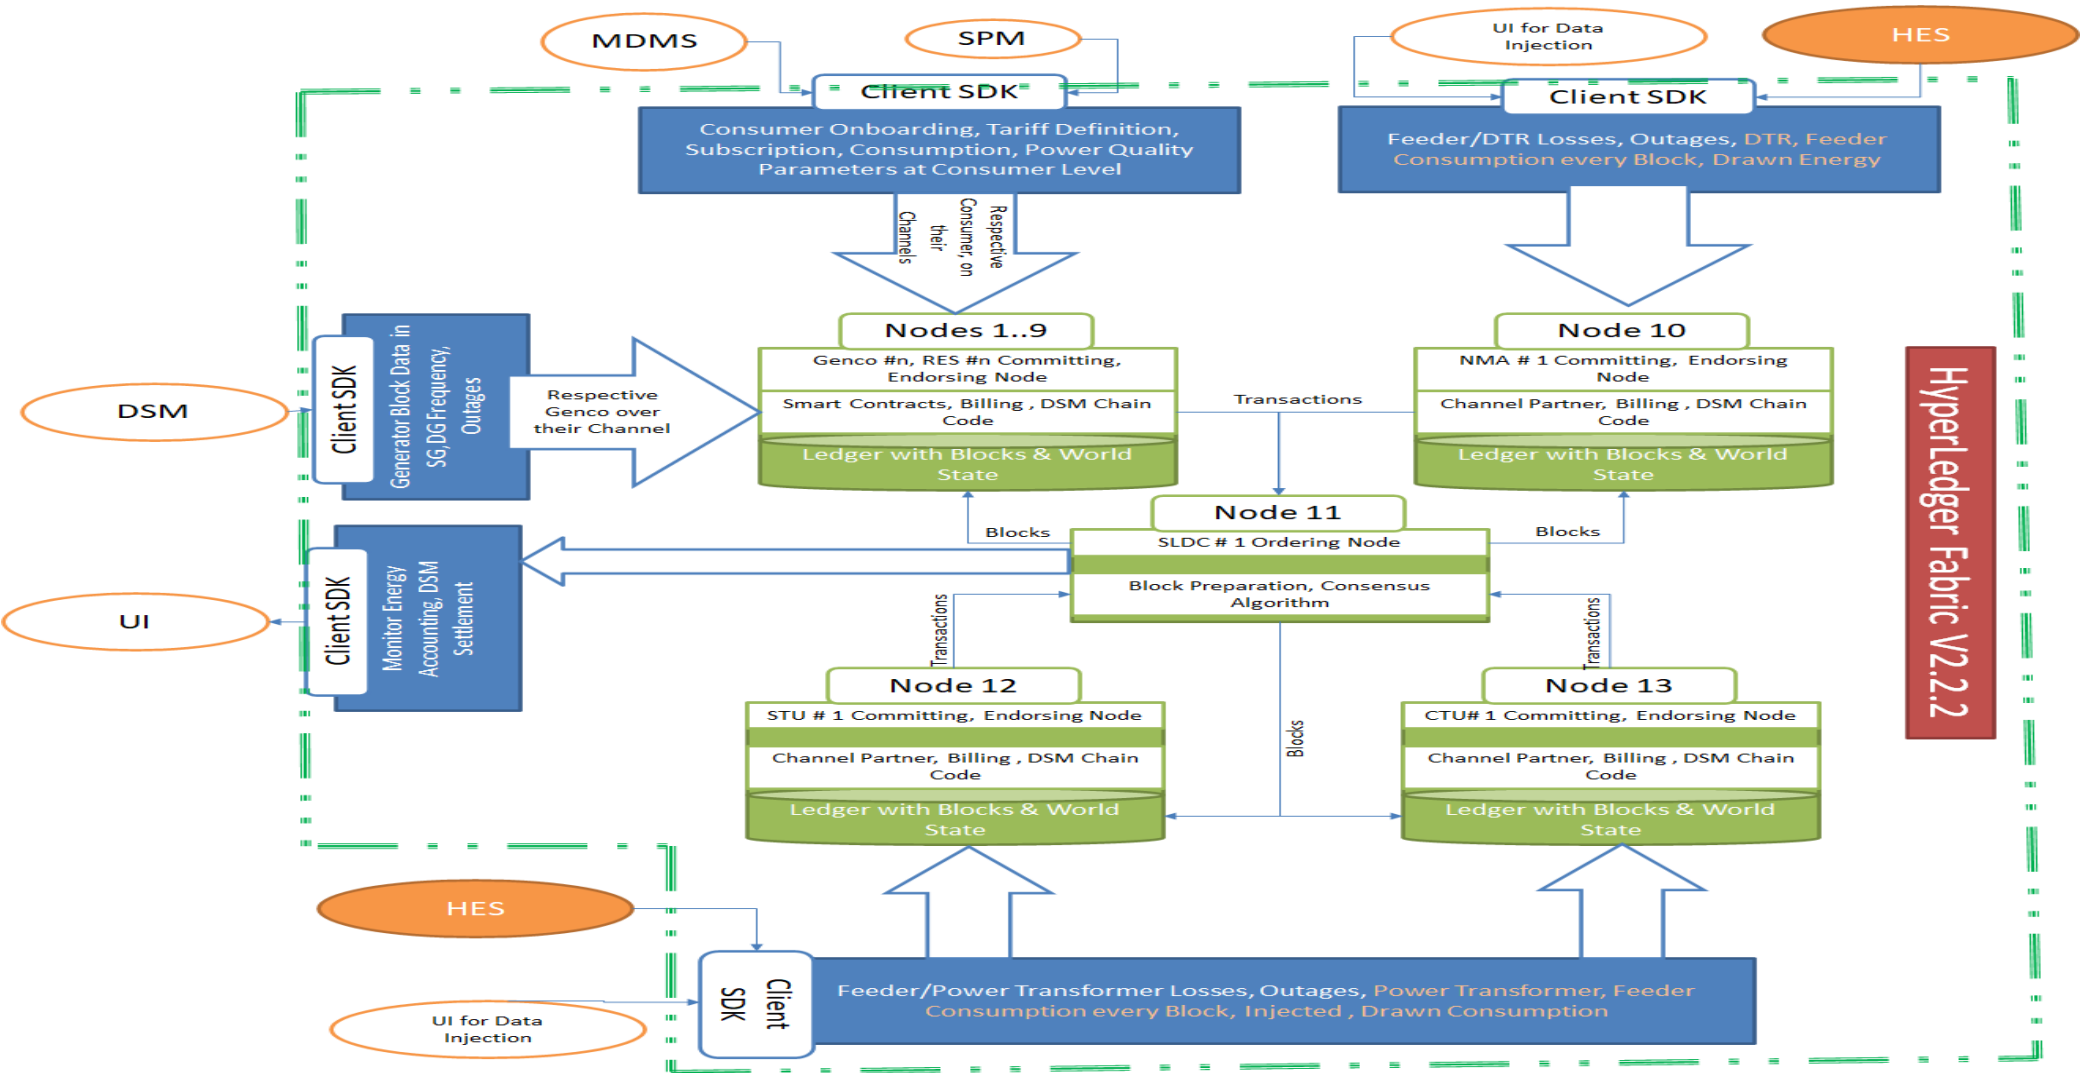 MDMS
SPM
UI for Data
Injection
HES
Client SDK
Client SDK
Consumer Onboarding, Tariff Definition,
Subscription, Consumption, Power Quality
Parameters at Consumer Level
Feeder/DTR Losses, Outages, DTR, Feeder
Consumption every Block, Drawn Energy
Respective
Consumer, on
their
Channels
DSM
Client SDK
Generator Block Data in
SG,DG Frequency,
Outages
Respective
Genco over
their Channel
Nodes 1..9
Genco #n, RES #n Committing,
Endorsing Node
Smart Contracts, Billing , DSM Chain
Code
Ledger with Blocks & World
State
Transactions
Node 10
NMA # 1 Committing, Endorsing
Node
Channel Partner, Billing , DSM Chain
Code
Ledger with Blocks & World
State
HyperLedger Fabric V2.2.2
Blocks
Node 11
SLDC # 1 Ordering Node
Block Preparation, Consensus
Algorithm
Blocks
UI
Client SDK
Monitor Energy
Accounting, DSM
Settlement
Transactions
Transactions
Blocks
Node 12
STU # 1 Committing, Endorsing Node
Channel Partner, Billing , DSM Chain
Code
Ledger with Blocks & World
State
Node 13
CTU# 1 Committing, Endorsing Node
Channel Partner, Billing , DSM Chain
Code
Ledger with Blocks & World
State
HES
UI for Data
Injection
Client
SDK
Feeder/Power Transformer Losses, Outages, Power Transformer, Feeder
Consumption every Block, Injected , Drawn Consumption